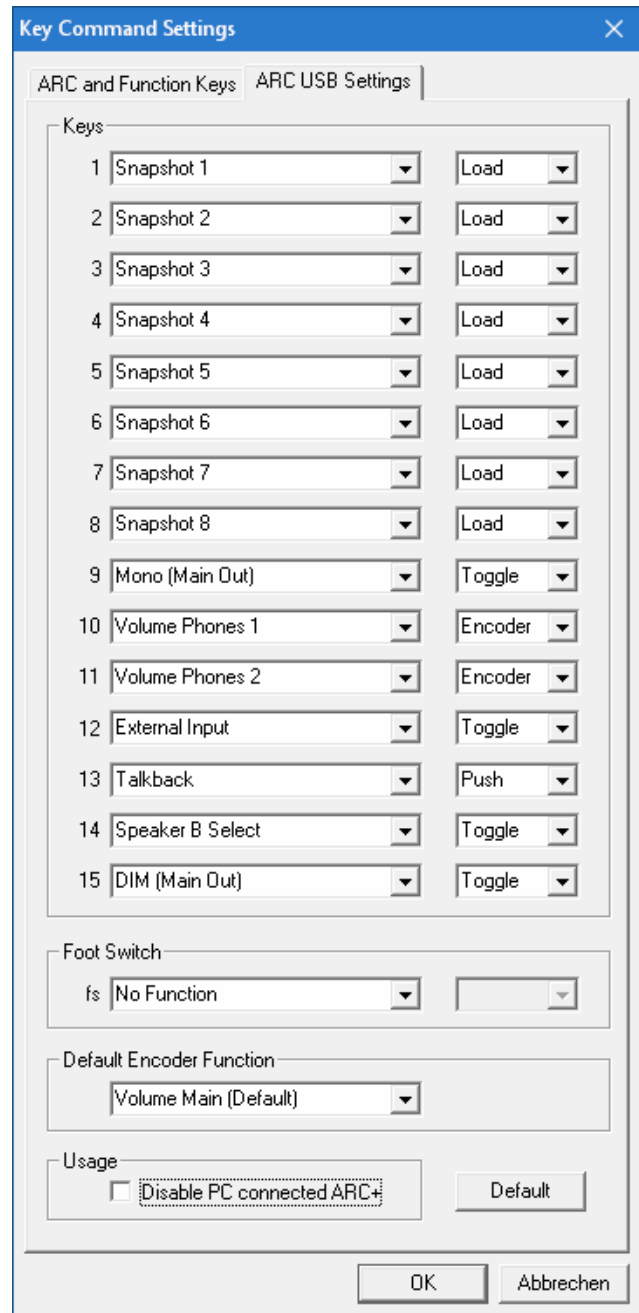 Key Command Settings
ARC and Function Keys ARC USB Settings
Keys
1 Snapshot 1 Load
2 Snapshot 2 Load
3 Snapshot 3 Load
4 Snapshot 4 Load
5 Snapshot 5 Load
6 Snapshot 6 Load
7 Snapshot 7 Load
8 Snapshot 8 Load
9 Mono (Main Out) Toggle
10 Volume Phones 1 Encoder
11 Volume Phones 2 Encoder
12 External Input Toggle
13 Talkback Push
14 Speaker B Select Toggle
15 DIM (Main Out) Toggle
Foot Switch
fs No Function
Default Encoder Function
Volume Main (Default)
Usage
Disable PC connected ARC+ Default
OK Abbrechen